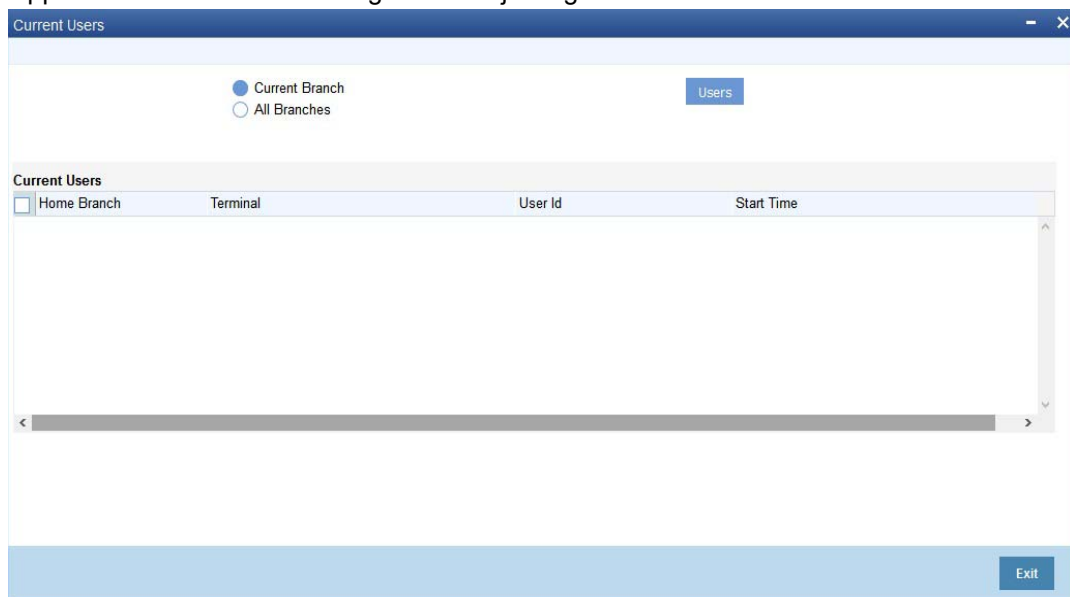 Current Users
Current Branch
Users
All Branches
Current Users
Home Branch Terminal User Id Start Time
Exit